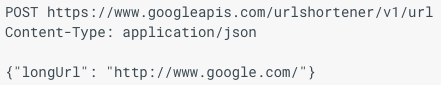 POST https://www.googleapis.com/urlshortener/v1/url
Content-Type: application/json
{"longUrl": "http://www.google.com/"}